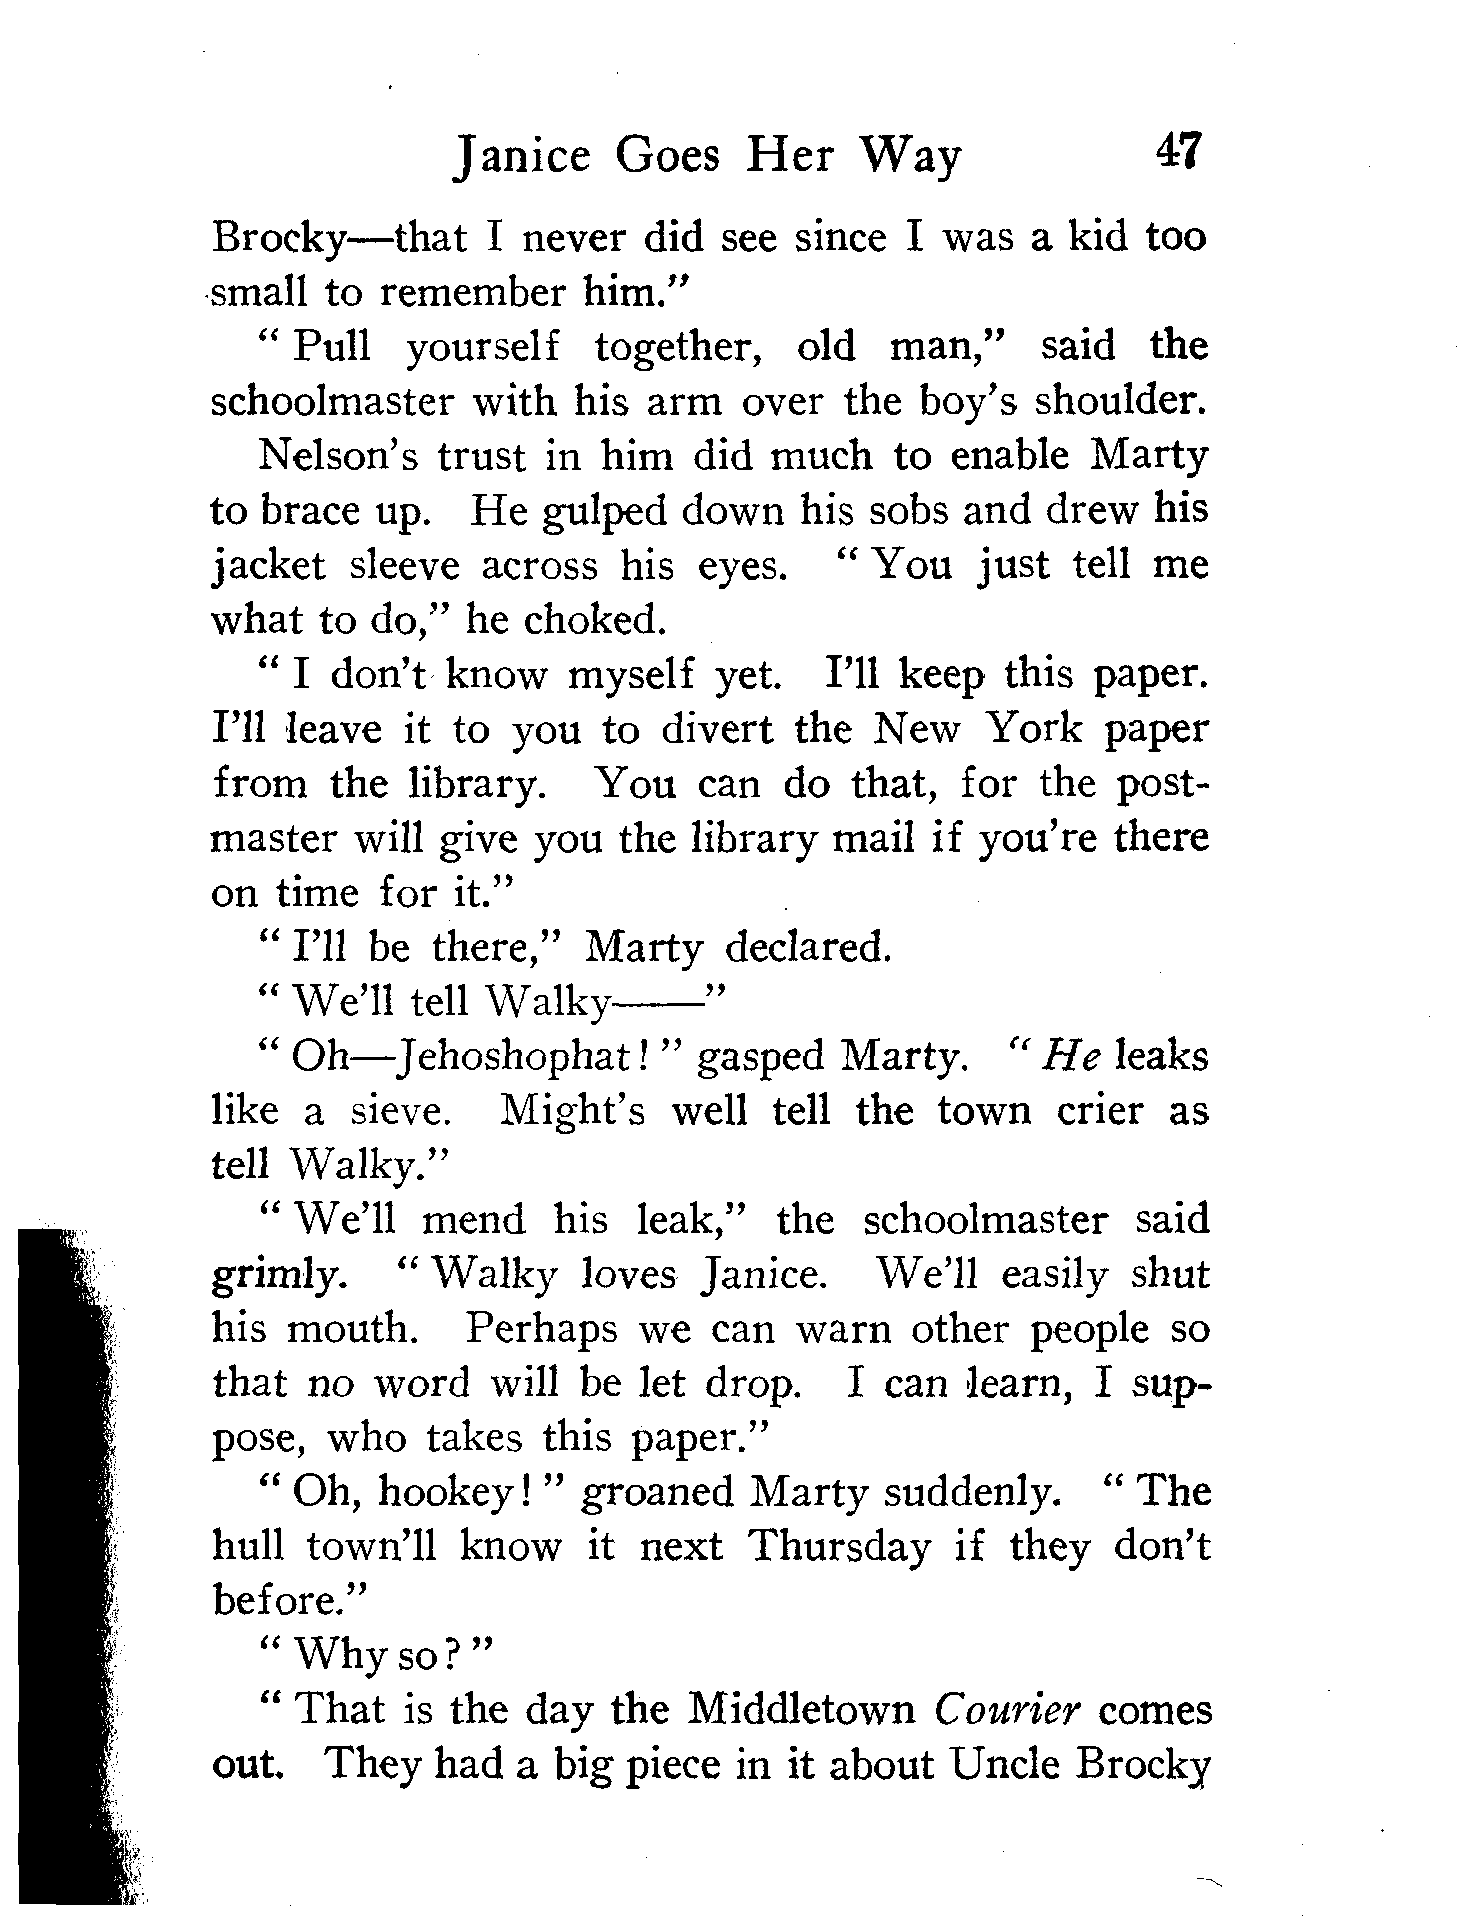 Janice Goes Her Way 47
Brocky—that I never did see since I was a kid too
small to remember him."
" Pull yourself together, old man," said the
schoolmaster with his arm over the boy's shoulder.
Nelson's trust in him did much to enable Marty
to brace up. He gulped down his sobs and drew his
jacket sleeve across his eyes. " You just tell me
what to do," he choked.
" I don't know myself yet. I'll keep this paper.
I'll leave it to you to divert the New York paper
from the library. You can do that, for the post-
master will give you the library mail if you're there
on time for it."
" I'll be there," Marty declared.
" We'll tell Walky——"
" Oh—Jehoshophat! " gasped Marty. " He leaks
like a sieve. Might's well tell the town crier as
tell Walky."
" We'll mend his leak," the schoolmaster said
grimly. " Walky loves Janice. We'll easily shut
his mouth. Perhaps we can warn other people so
that no word will be let drop. I can learn, I sup-
pose, who takes this paper."
" Oh, hookey! " groaned Marty suddenly. " The
hull town'll know it next Thursday if they don't
before."
" Why so? "
" That is the day the Middletown Courier comes
out. They had a big piece in it about Uncle Brocky